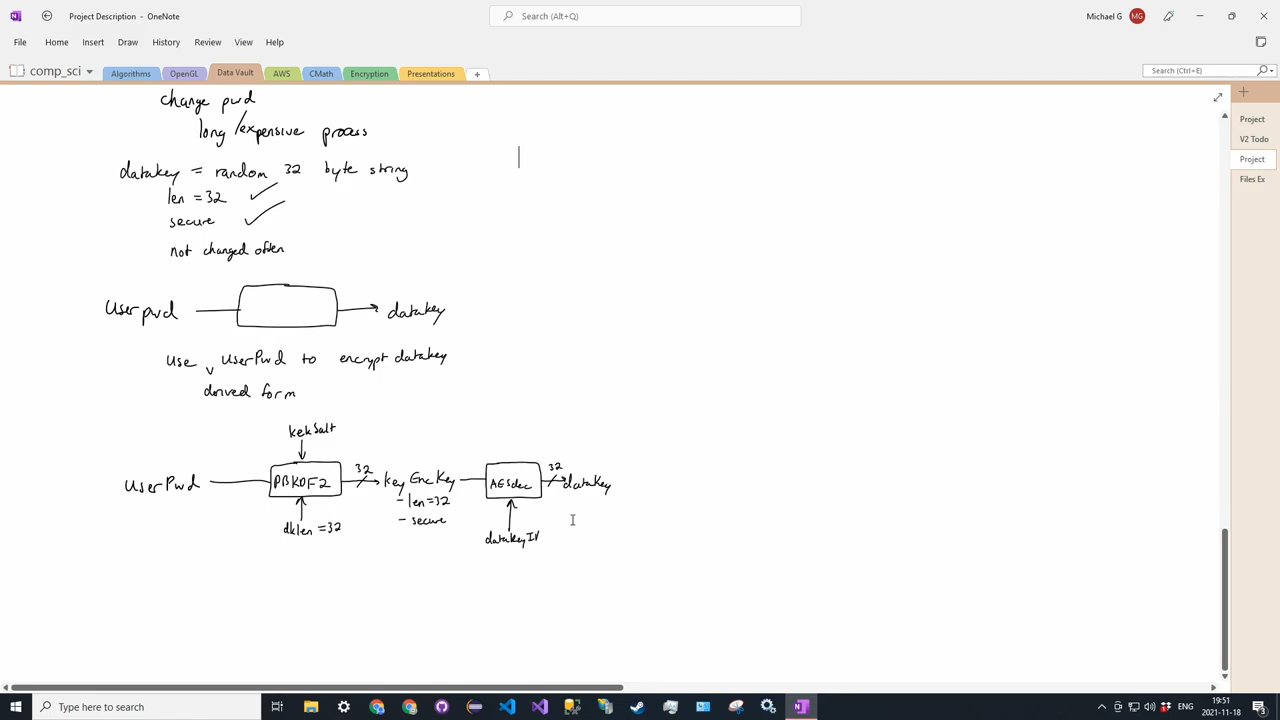 Project Description - OneNote
Search (Alt+Q)
Michael G
MG
File Home Insert Draw History Review View Help
comp_sci
Algorithms OpenGL Data Vault AWS CMath Encryption Presentations +
Search (Ctrl+E)
change pwd
long/expensive process
datakey = random 32 byte string
len = 32
secure
not changed often
Userpwd
datakey
Use userPwd to encrypt datakey
derived form
kekSalt
UserPwd PBKDF2 32 keyEncKey AESdec 32 datakey
- len=32
- secure
dklen = 32
datakeyIV
Project
V2 Todo
Project
Files Ex
Type here to search
ENG
19:51
2021-11-18